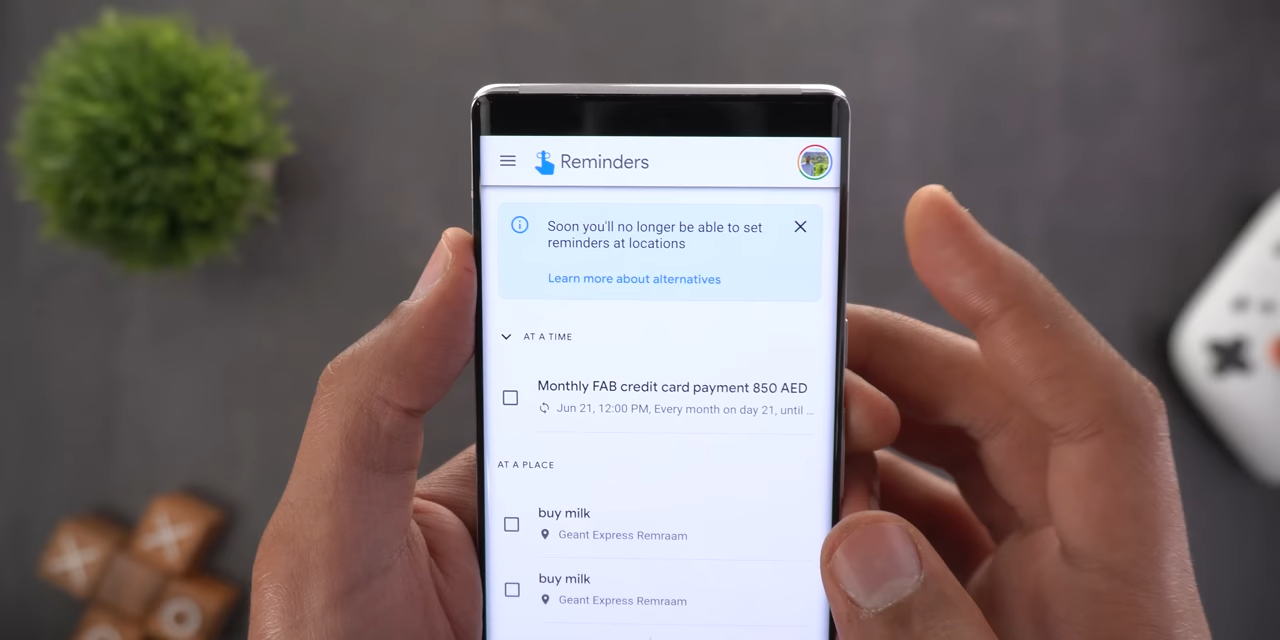 Reminders
Soon you'll no longer be able to set
reminders at locations
Learn more about alternatives
AT A TIME
Monthly FAB credit card payment 850 AED
Jun 21, 12:00 PM, Every month on day 21, until ...
AT A PLACE
buy milk
Geant Express Remraam
buy milk
Geant Express Remraam